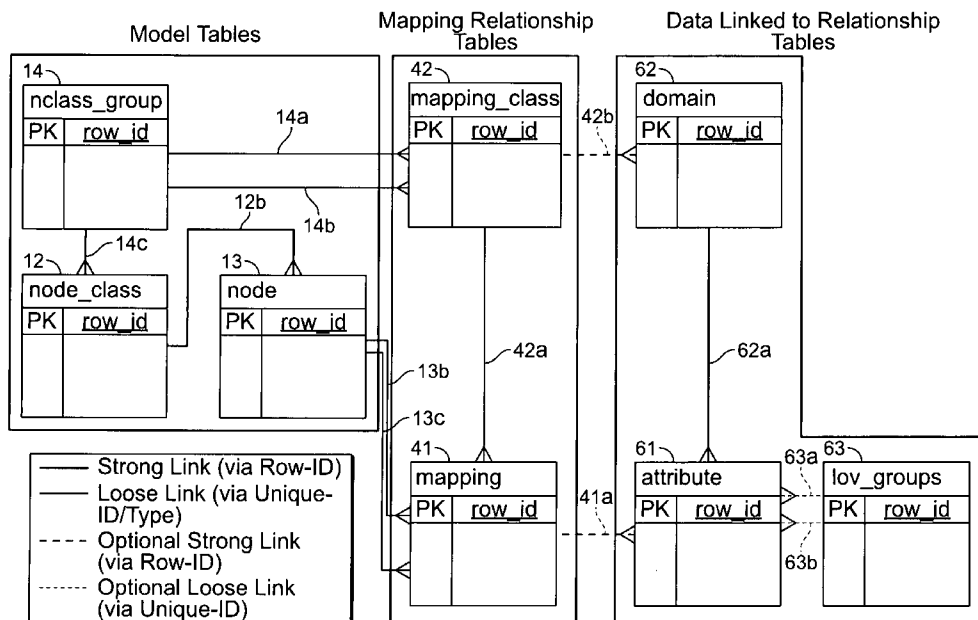 Model Tables
Mapping Relationship
Tables
Data Linked to Relationship
Tables
14
nclass_group
PK row_id
14a
14b
14c
12b
12
node_class
PK row_id
13
node
PK row_id
13b
13c
42
mapping_class
PK row_id
42a
42b
41
mapping
PK row_id
41a
62
domain
PK row_id
62a
61
attribute
PK row_id
63a
63b
63
lov_groups
PK row_id
Strong Link (via Row-ID)
Loose Link (via Unique-
ID/Type)
Optional Strong Link
(via Row-ID)
Optional Loose Link
(via Unique-ID)